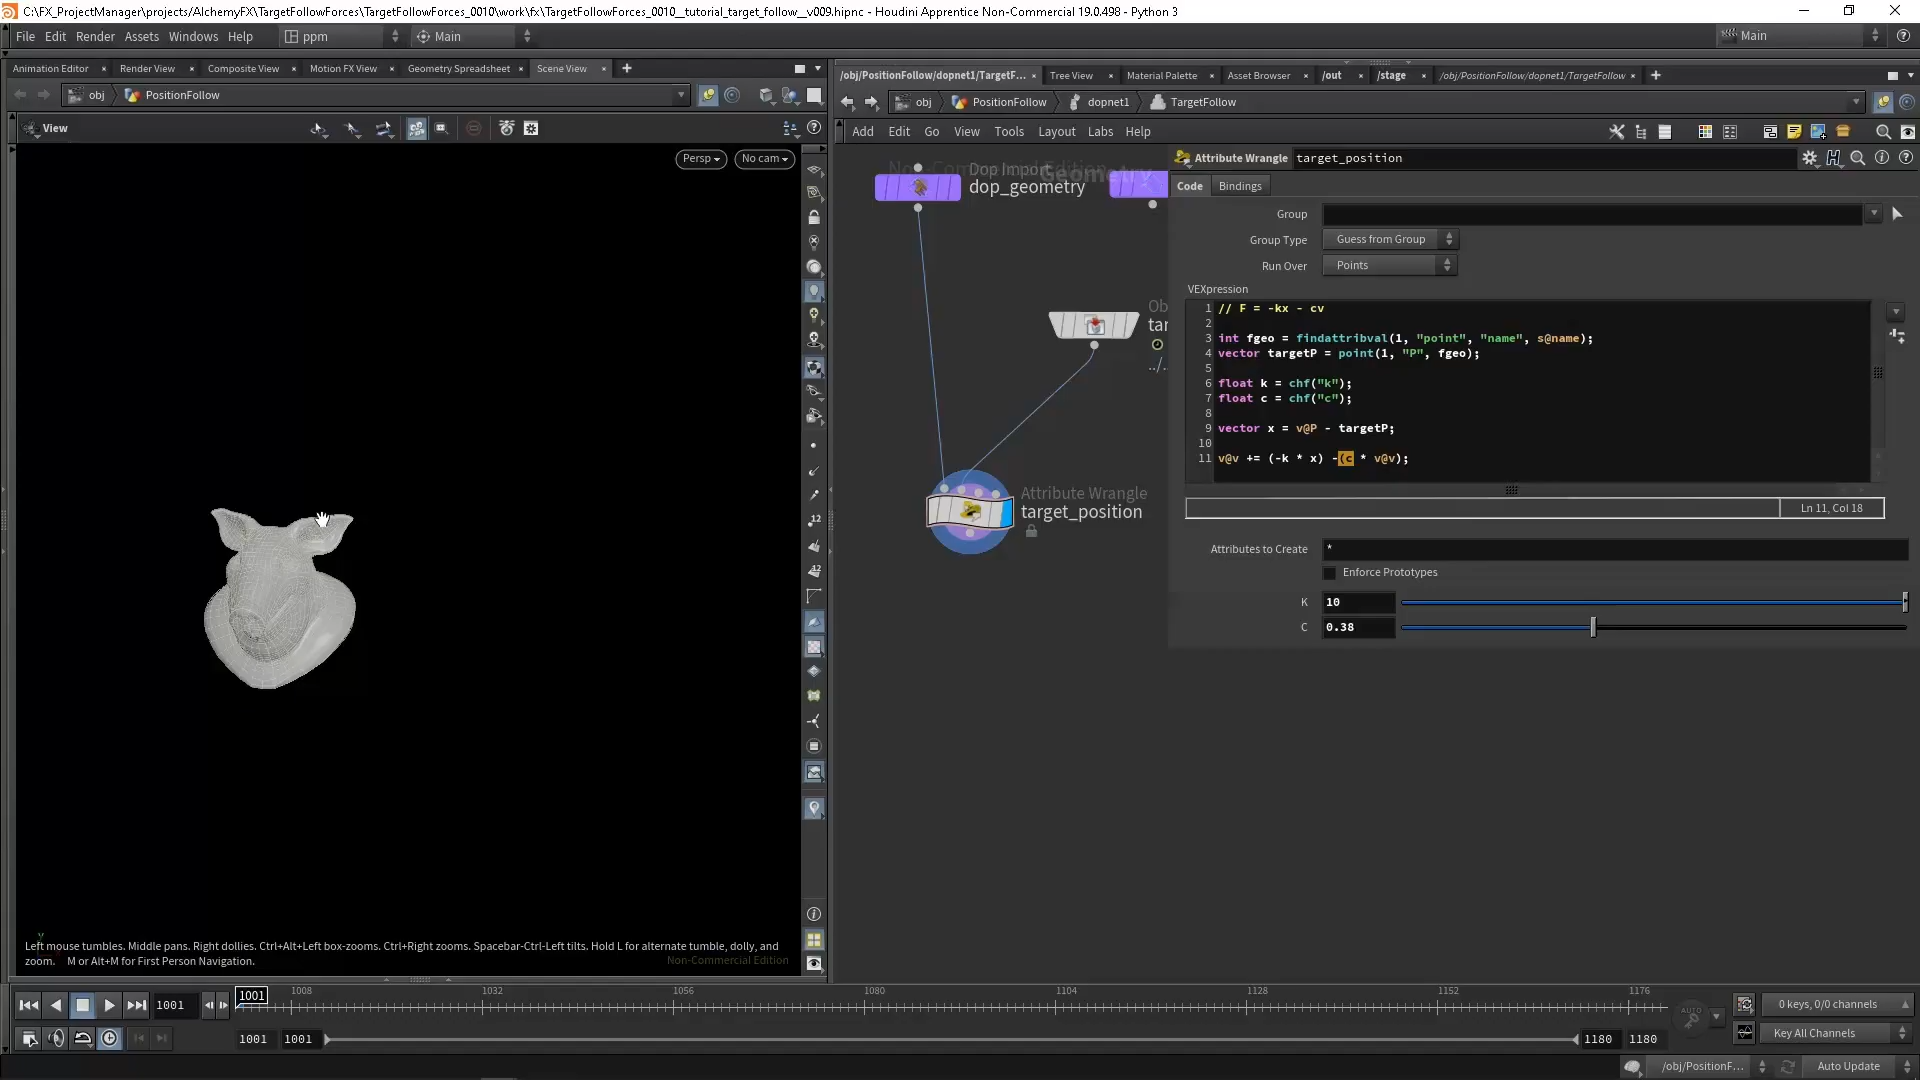 C:\FX_ProjectManager\projects\AlchemyFX\TargetFollowForces\TargetFollowForces_0010\work\fx\TargetFollowForces_0010__tutorial_target_follow__v009.hipnc - Houdini Apprentice Non-Commercial 19.0.498 - Python 3
File Edit Render Assets Windows Help ppm Main Main
Animation Editor Render View Composite View Motion FX View Geometry Spreadsheet Scene View
/obj/PositionFollow/dopnet1/TargetF... Tree View Material Palette Asset Browser /out /stage /obj/PositionFollow/dopnet1/TargetFollow
obj PositionFollow
obj PositionFollow dopnet1 TargetFollow
View
Add Edit Go View Tools Layout Labs Help
Persp No cam
Non-Commercial Edition
Geometry
Dop Import
dop_geometry
Ob
tar
../..
Attribute Wrangle
target_position
Attribute Wrangle target_position
Code Bindings
Group
Group Type Guess from Group
Run Over Points
VEXpression
1 // F = -kx - cv
2
3 int fgeo = findattribval(1, "point", "name", s@name);
4 vector targetP = point(1, "P", fgeo);
5
6 float k = chf("k");
7 float c = chf("c");
8
9 vector x = v@P - targetP;
10
11 v@v += (-k * x) -(c * v@v);
Ln 11, Col 18
Attributes to Create *
Enforce Prototypes
K 10
C 0.38
12
12
Left mouse tumbles. Middle pans. Right dollies. Ctrl+Alt+Left box-zooms. Ctrl+Right zooms. Spacebar-Ctrl-Left tilts. Hold L for alternate tumble, dolly, and
zoom. M or Alt+M for First Person Navigation.
Non-Commercial Edition
1001 1001 1008 1032 1056 1080 1104 1128 1152 1176
AUTO
0 keys, 0/0 channels
1001 1001 1180 1180
Key All Channels
/obj/PositionF... Auto Update